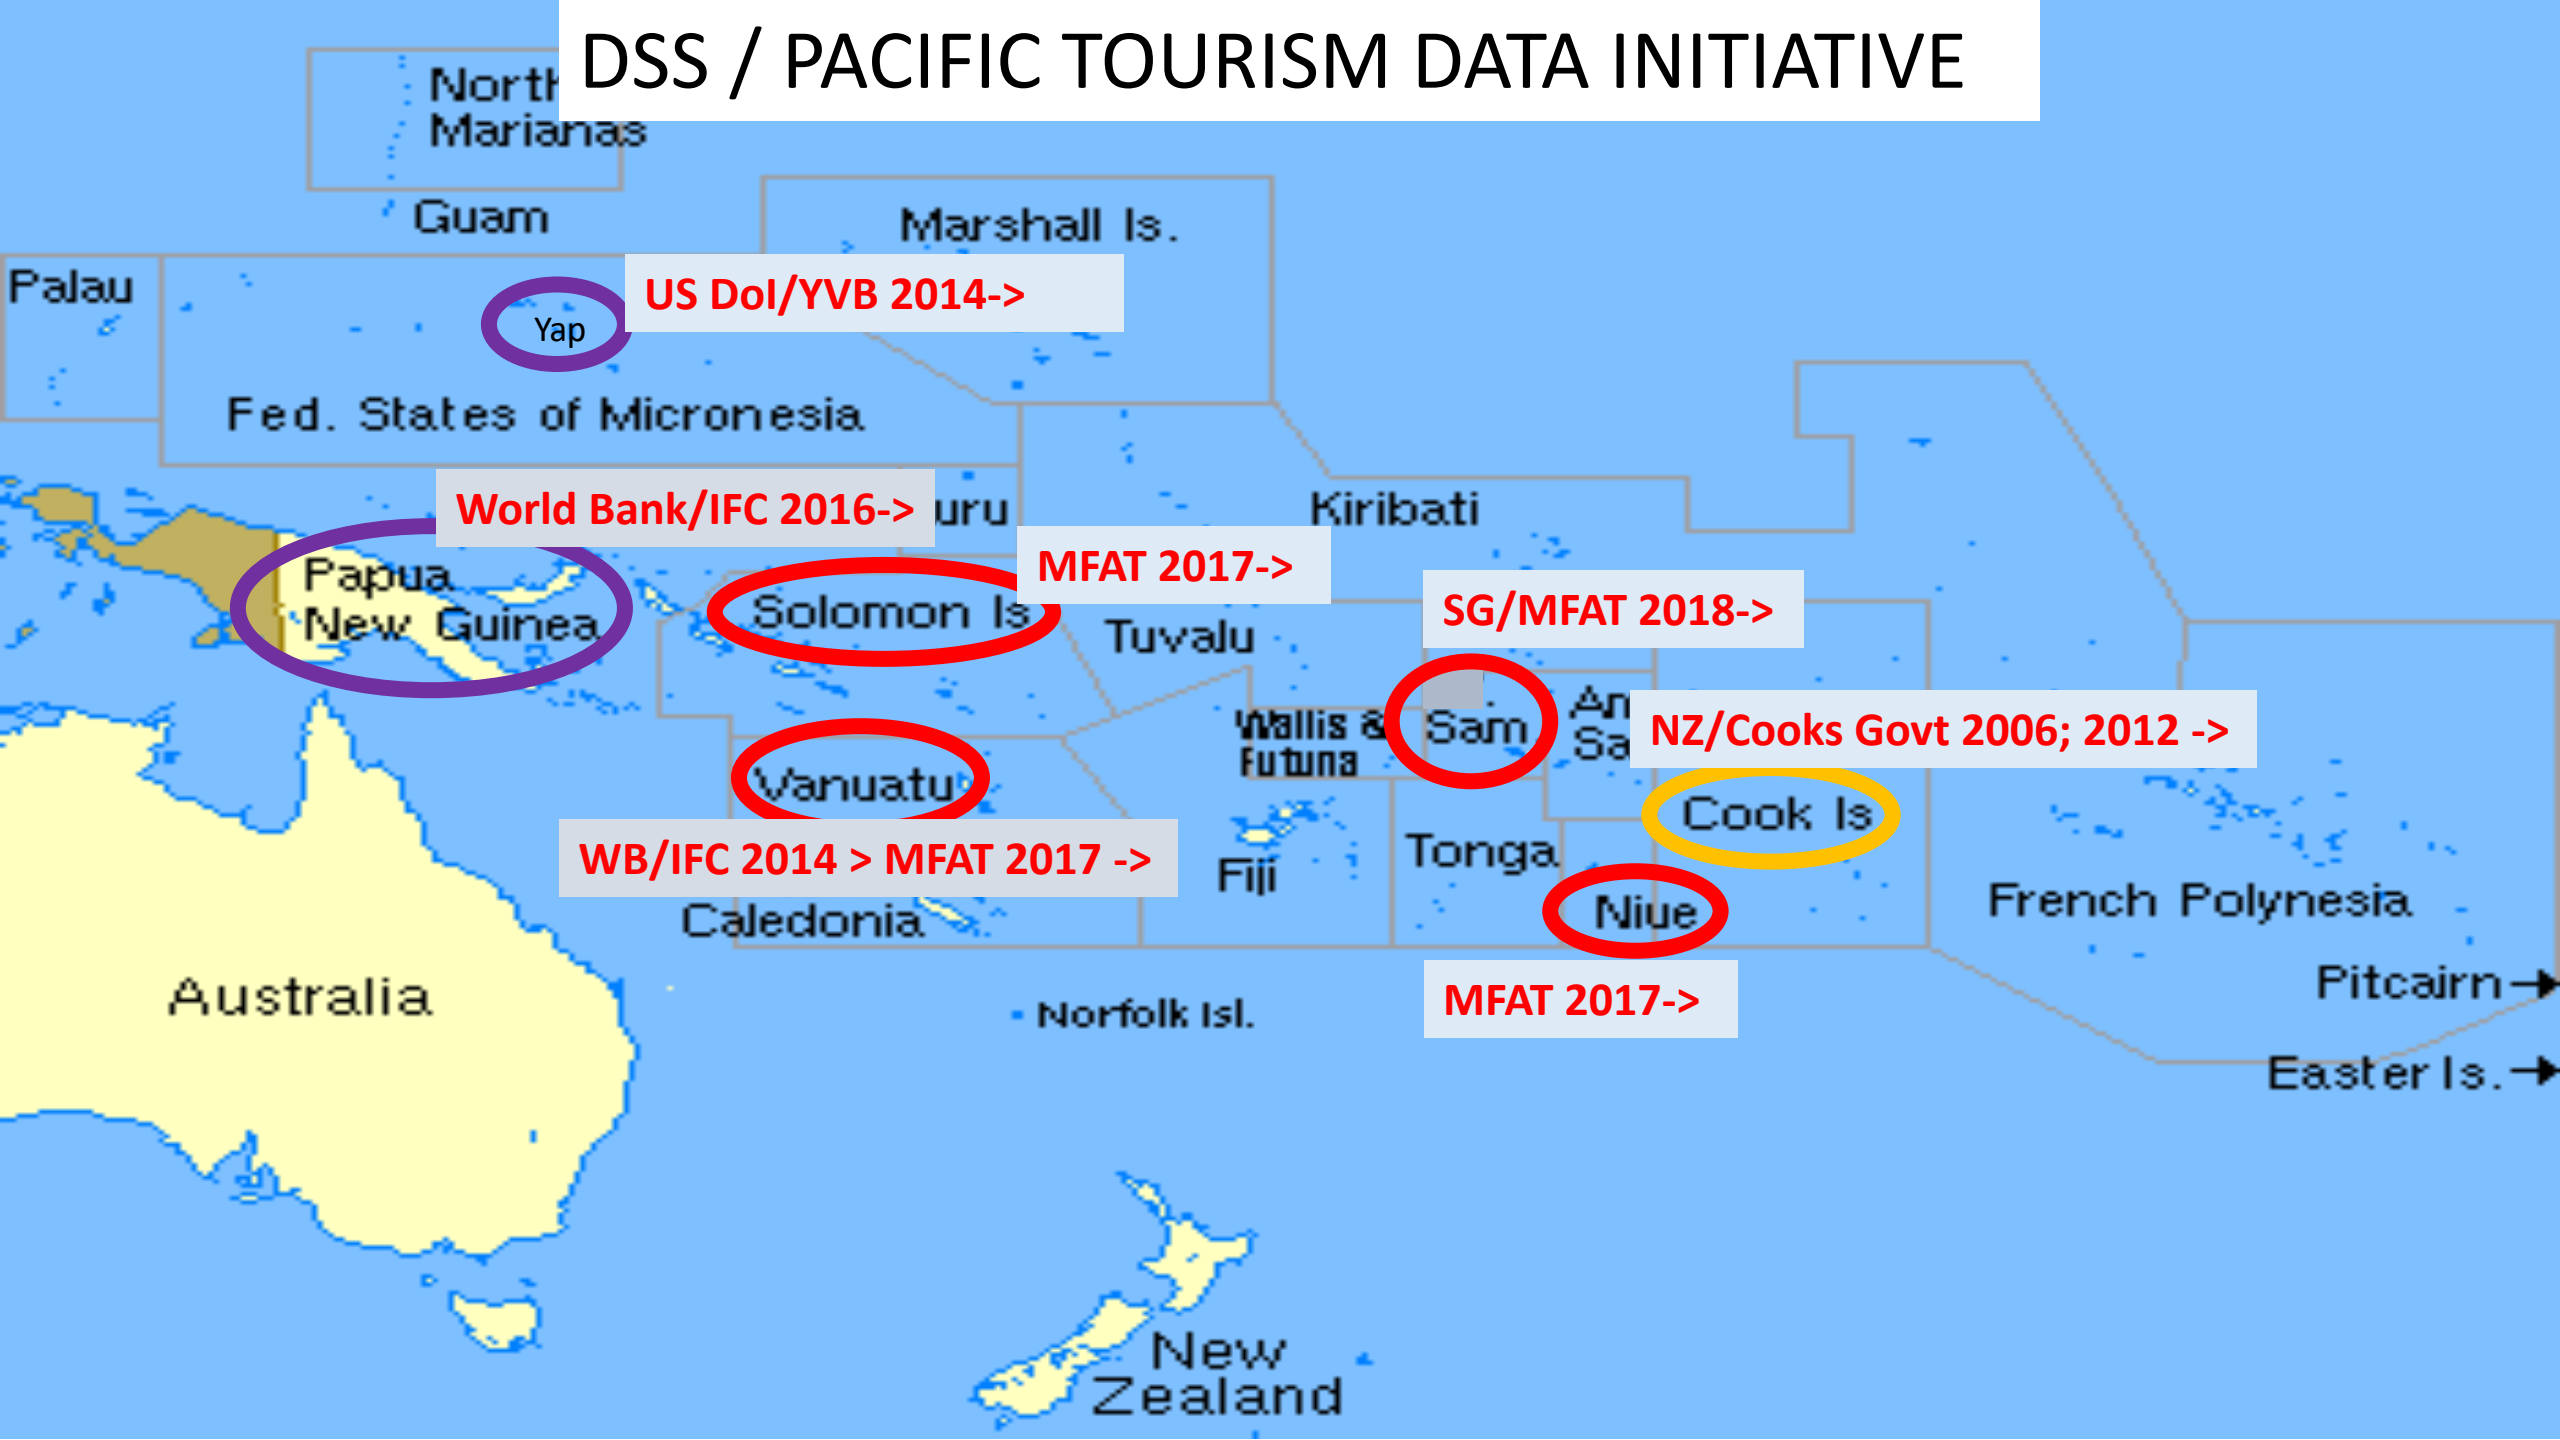 DSS / PACIFIC TOURISM DATA INITIATIVE
Marianas
Guam
Marshall Is.
Palau
US DoI/YVB 2014->
Yap
Fed. States of Micronesia
World Bank/IFC 2016->
Kiribati
MFAT 2017->
Papua
New Guinea
Solomon Is
Tuvalu
SG/MFAT 2018->
Wallis &
Futuna
Sam
NZ/Cooks Govt 2006; 2012 ->
Vanuatu
Cook Is
WB/IFC 2014 > MFAT 2017 ->
Fiji
Tonga
Caledonia
Niue
French Polynesia
Australia
Norfolk Isl.
MFAT 2017->
Pitcairn
Easter Is.
New
Zealand